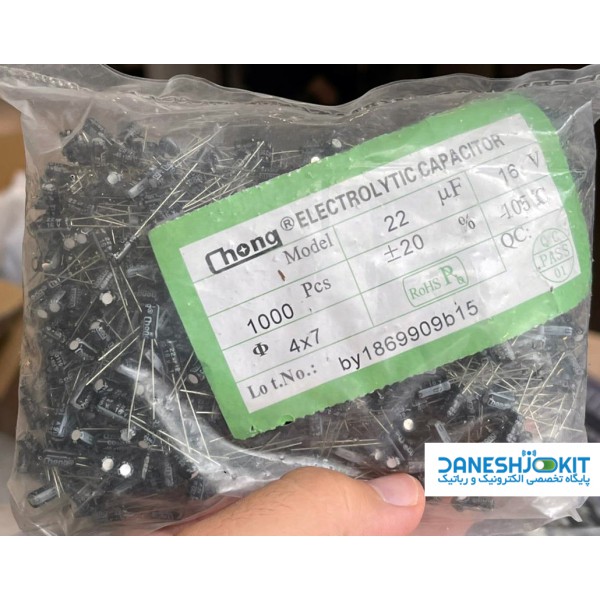 Chong® ELECTROLYTIC CAPACITOR
Model 22 μF 16 V
1000 Pcs ±20 % -105℃
Φ 4x7 RoHS QC:
Q.C. PASS 01
Lot.No.: by1869909b15
DANESHJOOKIT
پایگاه تخصصی الکترونیک و رباتیک